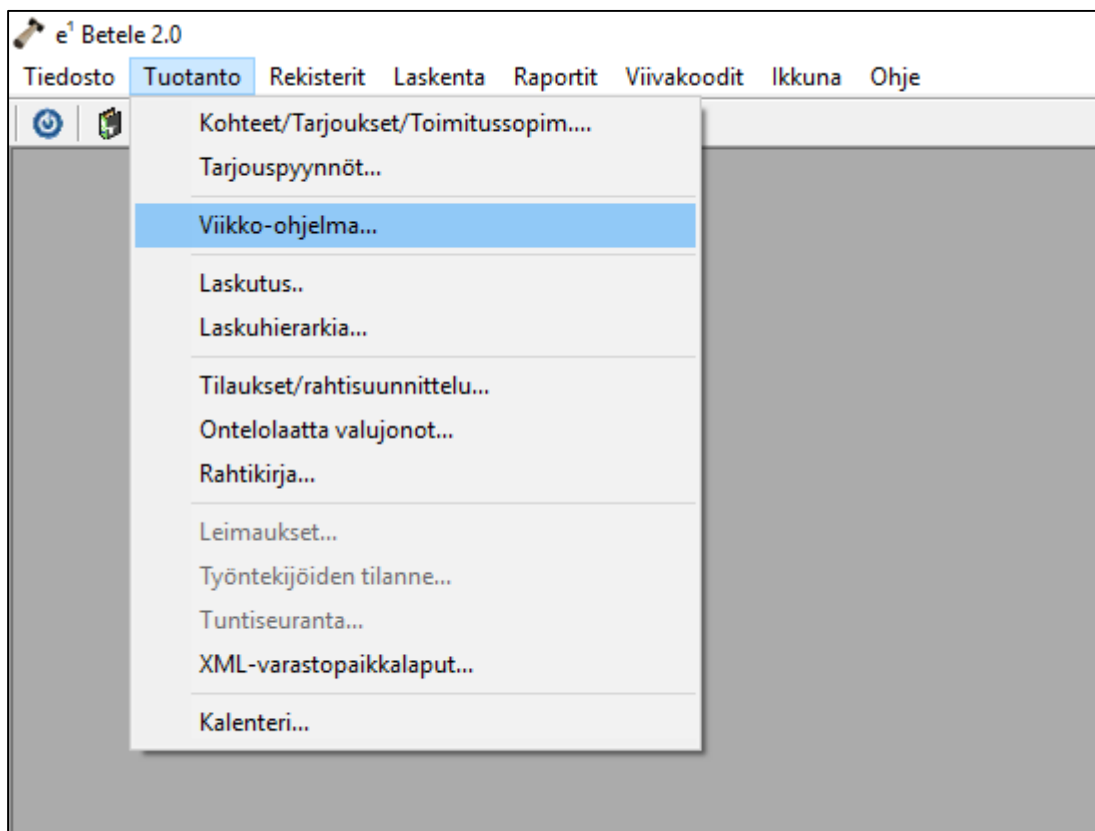 e¹ Betele 2.0
Tiedosto Tuotanto Rekisterit Laskenta Raportit Viivakoodit Ikkuna Ohje
Kohteet/Tarjoukset/Toimitussopim....
Tarjouspyynnöt...
Viikko-ohjelma...
Laskutus..
Laskuhierarkia...
Tilaukset/rahtisuunnittelu...
Ontelolaatta valujonot...
Rahtikirja...
Leimaukset...
Työntekijöiden tilanne...
Tuntiseuranta...
XML-varastopaikkalaput...
Kalenteri...